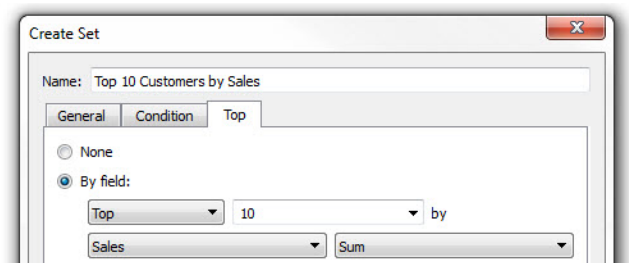 Create Set
Name: Top 10 Customers by Sales
General Condition Top
None
By field:
Top 10 by
Sales Sum